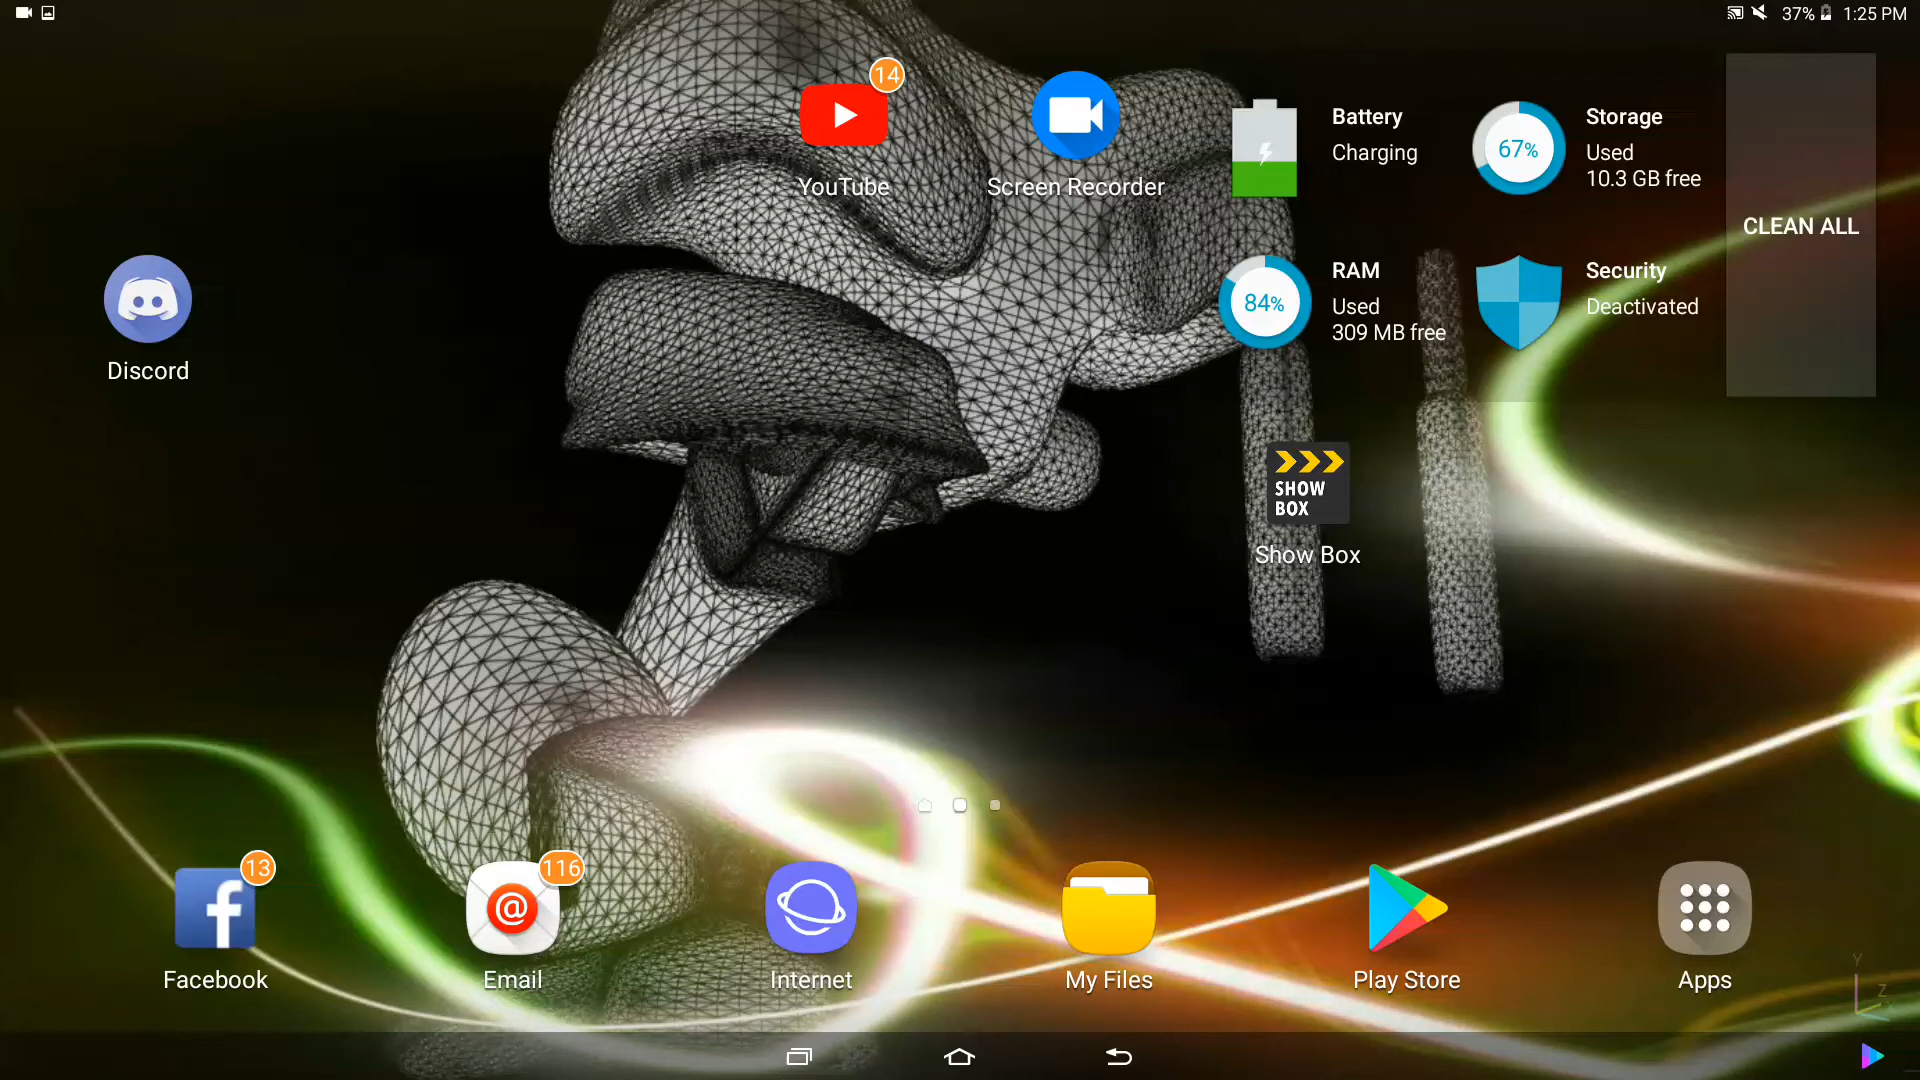 37% 1:25 PM
14
YouTube
Screen Recorder
Battery
Charging
67%
Storage
Used
10.3 GB free
CLEAN ALL
84%
RAM
Used
309 MB free
Security
Deactivated
Discord
SHOW
BOX
Show Box
13
Facebook
116
@
Email
Internet
My Files
Play Store
Apps
Y
Z
X